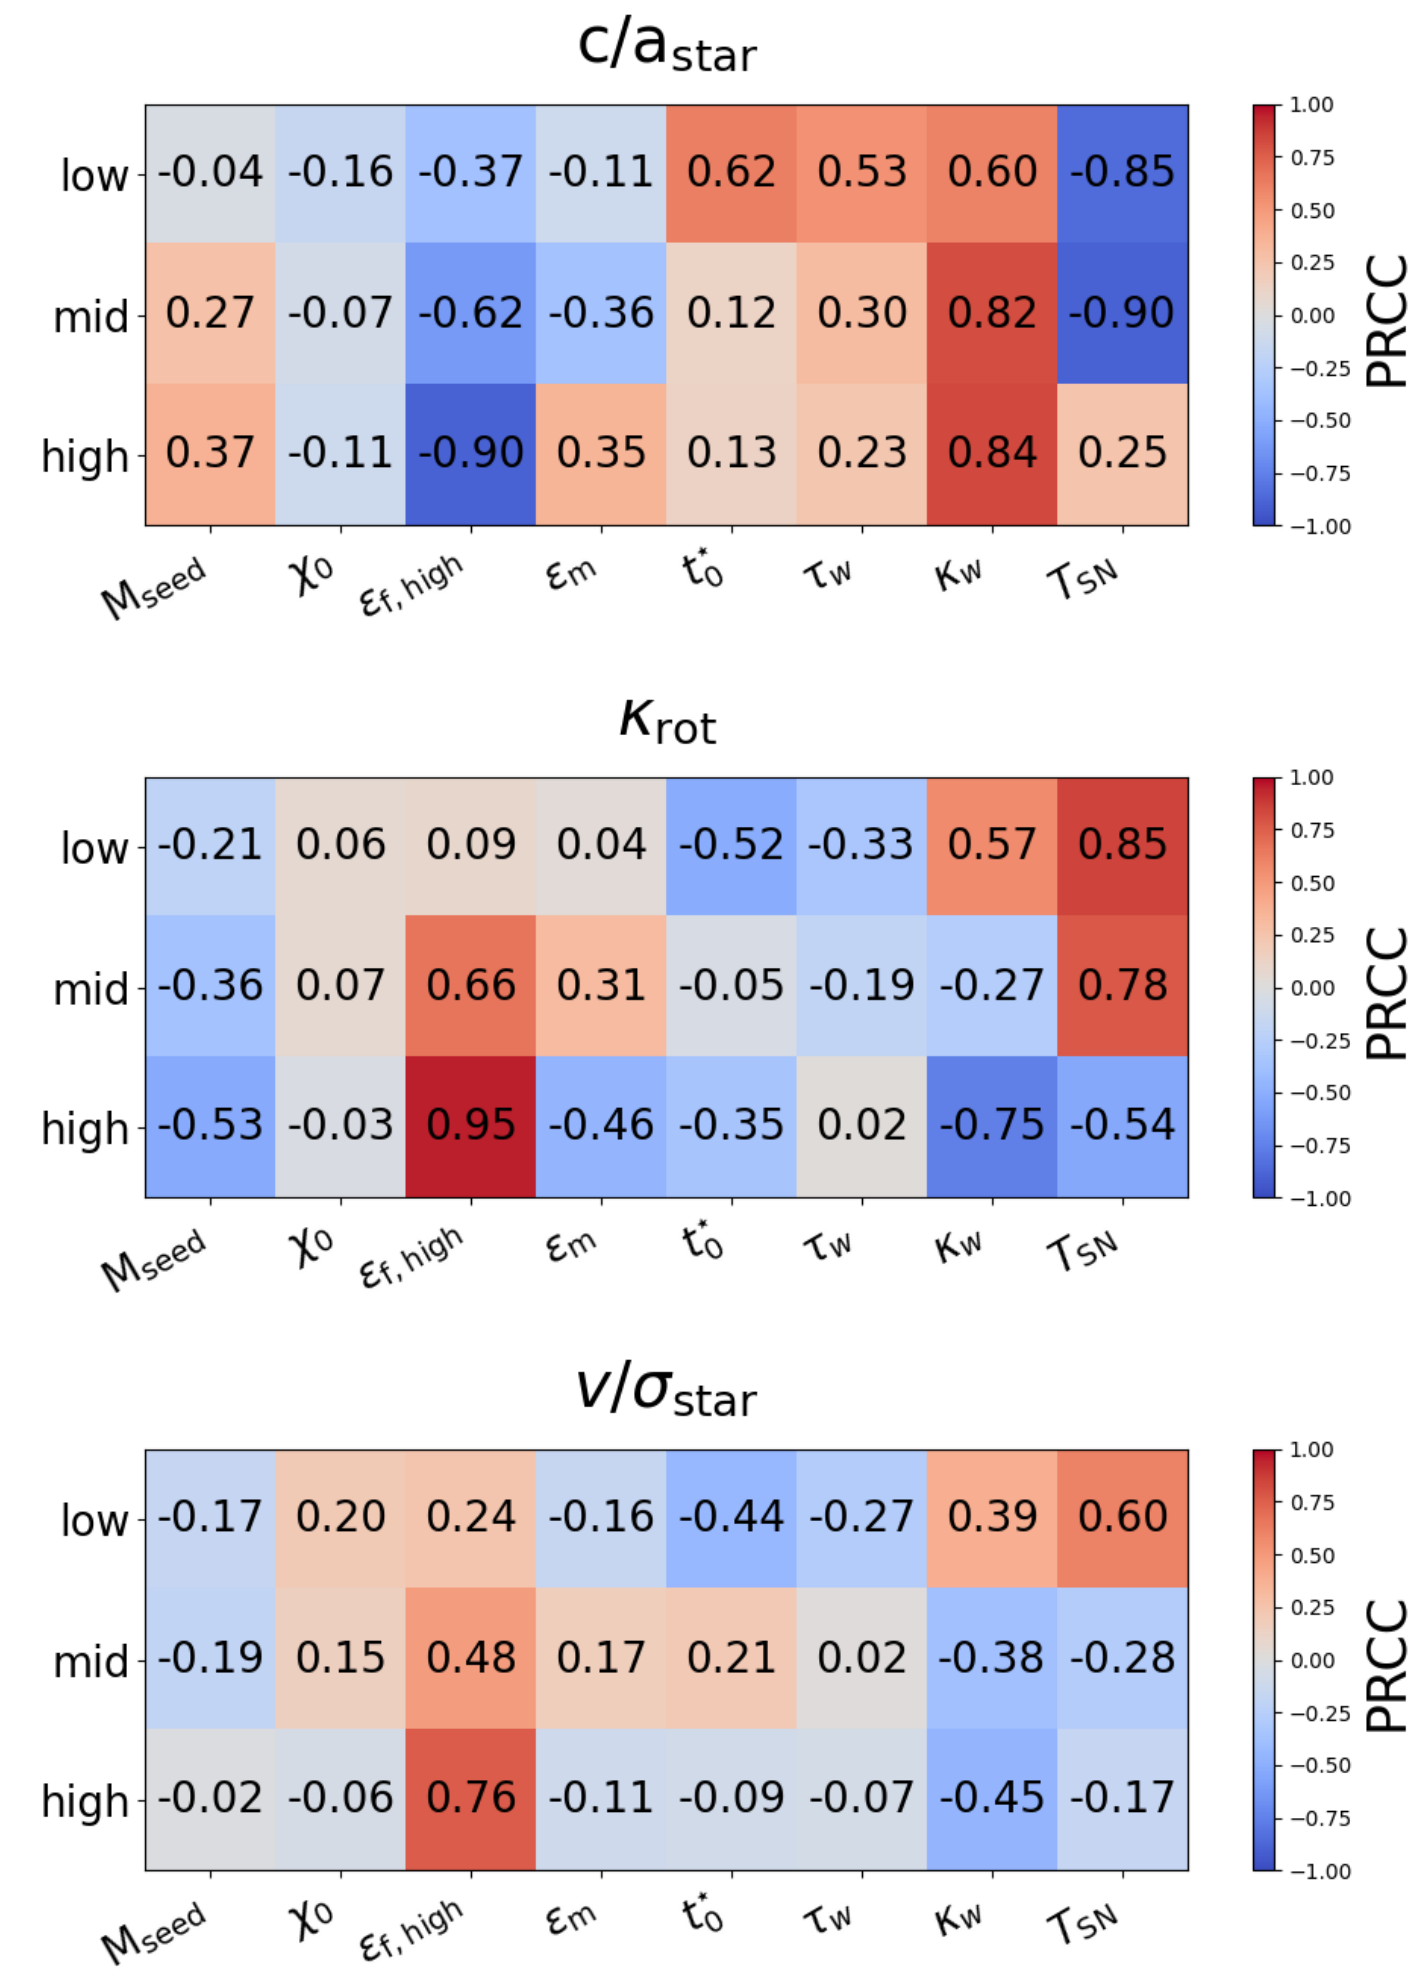 c/a_star
low -0.04 -0.16 -0.37 -0.11 0.62 0.53 0.60 -0.85
mid 0.27 -0.07 -0.62 -0.36 0.12 0.30 0.82 -0.90
high 0.37 -0.11 -0.90 0.35 0.13 0.23 0.84 0.25
M_seed χ_0 ε_f, high ε_m t_0^⋆ τ_w κ_w T_SN
1.00
0.75
0.50
0.25
0.00
−0.25
−0.50
−0.75
−1.00
PRCC
κ_rot
low -0.21 0.06 0.09 0.04 -0.52 -0.33 0.57 0.85
mid -0.36 0.07 0.66 0.31 -0.05 -0.19 -0.27 0.78
high -0.53 -0.03 0.95 -0.46 -0.35 0.02 -0.75 -0.54
M_seed χ_0 ε_f, high ε_m t_0^⋆ τ_w κ_w T_SN
1.00
0.75
0.50
0.25
0.00
−0.25
−0.50
−0.75
−1.00
PRCC
v/σ_star
low -0.17 0.20 0.24 -0.16 -0.44 -0.27 0.39 0.60
mid -0.19 0.15 0.48 0.17 0.21 0.02 -0.38 -0.28
high -0.02 -0.06 0.76 -0.11 -0.09 -0.07 -0.45 -0.17
M_seed χ_0 ε_f, high ε_m t_0^⋆ τ_w κ_w T_SN
1.00
0.75
0.50
0.25
0.00
−0.25
−0.50
−0.75
−1.00
PRCC